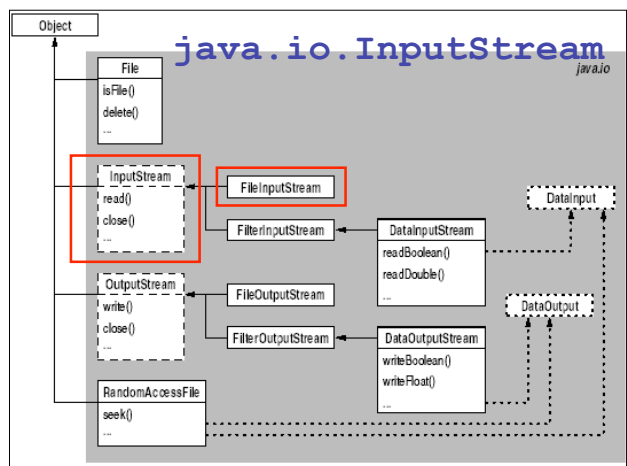 Object
java.io.InputStream
java.io
File
isFile()
delete()
...
InputStream
read()
close()
...
FileInputStream
FilterInputStream
DataInputStream
readBoolean()
readDouble()
...
DataInput
OutputStream
write()
close()
...
FileOutputStream
FilterOutputStream
DataOutputStream
writeBoolean()
writeFloat()
...
DataOutput
RandomAccessFile
seek()
...